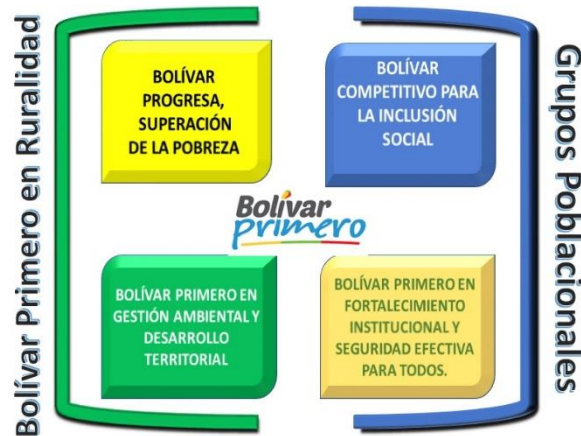 Bolívar Primero en Ruralidad
BOLÍVAR
PROGRESA,
SUPERACIÓN
DE LA POBREZA
BOLÍVAR
COMPETITIVO PARA
LA INCLUSIÓN
SOCIAL
Bolívar
primero
BOLÍVAR PRIMERO EN
GESTIÓN AMBIENTAL Y
DESARROLLO
TERRITORIAL
BOLÍVAR PRIMERO EN
FORTALECIMIENTO
INSTITUCIONAL Y
SEGURIDAD EFECTIVA
PARA TODOS.
Grupos Poblacionales